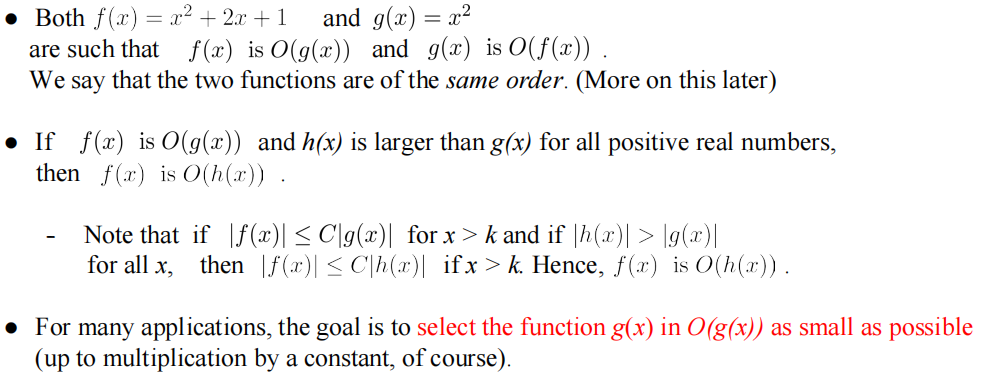 • Both f(x) = x² + 2x + 1 and g(x) = x²
are such that f(x) is O(g(x)) and g(x) is O(f(x)) .
We say that the two functions are of the same order. (More on this later)
• If f(x) is O(g(x)) and h(x) is larger than g(x) for all positive real numbers,
then f(x) is O(h(x)) .
- Note that if |f(x)| ≤ C|g(x)| for x > k and if |h(x)| > |g(x)|
for all x, then |f(x)| ≤ C|h(x)| if x > k. Hence, f(x) is O(h(x)) .
• For many applications, the goal is to select the function g(x) in O(g(x)) as small as possible
(up to multiplication by a constant, of course).